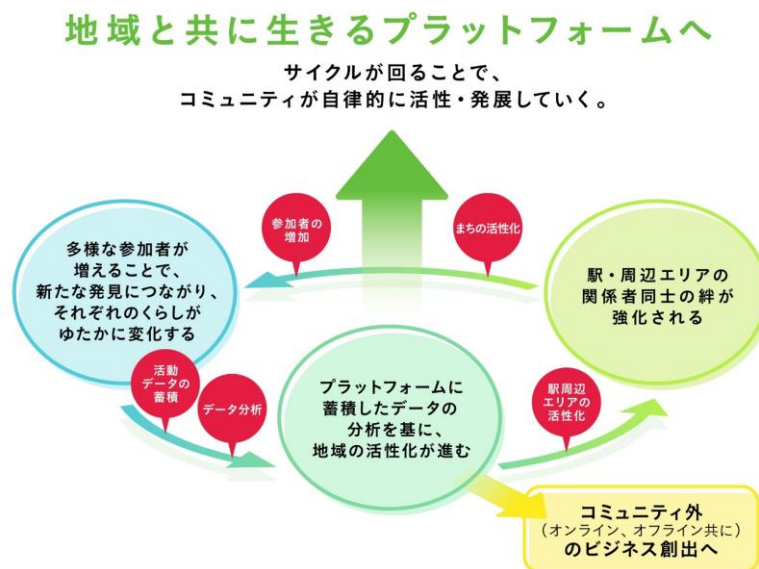 地域と共に生きるプラットフォームへ
サイクルが回ることで、
コミュニティが自律的に活性・発展していく。
参加者の
増加
まちの活性化
多様な参加者が
増えることで、
新たな発見につながり、
それぞれのくらしが
ゆたかに変化する
駅・周辺エリアの
関係者同士の絆が
強化される
活動
データの
蓄積
データ分析
プラットフォームに
蓄積したデータの
分析を基に、
地域の活性化が進む
駅周辺
エリアの
活性化
コミュニティ外
(オンライン、オフライン共に)
のビジネス創出へ